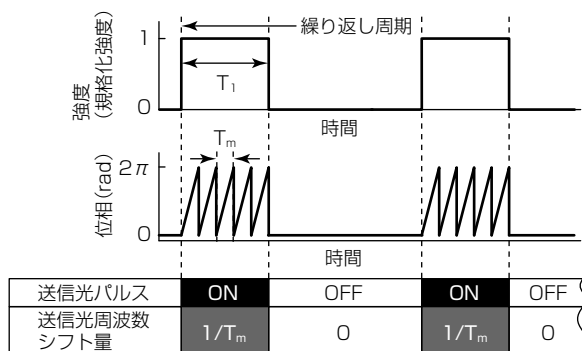 繰り返し周期
1
T₁
0
強度
(規格化強度)
時間
Tₘ
2π
0
位相(rad)
時間
送信光パルス ON OFF ON OFF
送信光周波数
シフト量 1/Tₘ 0 1/Tₘ 0